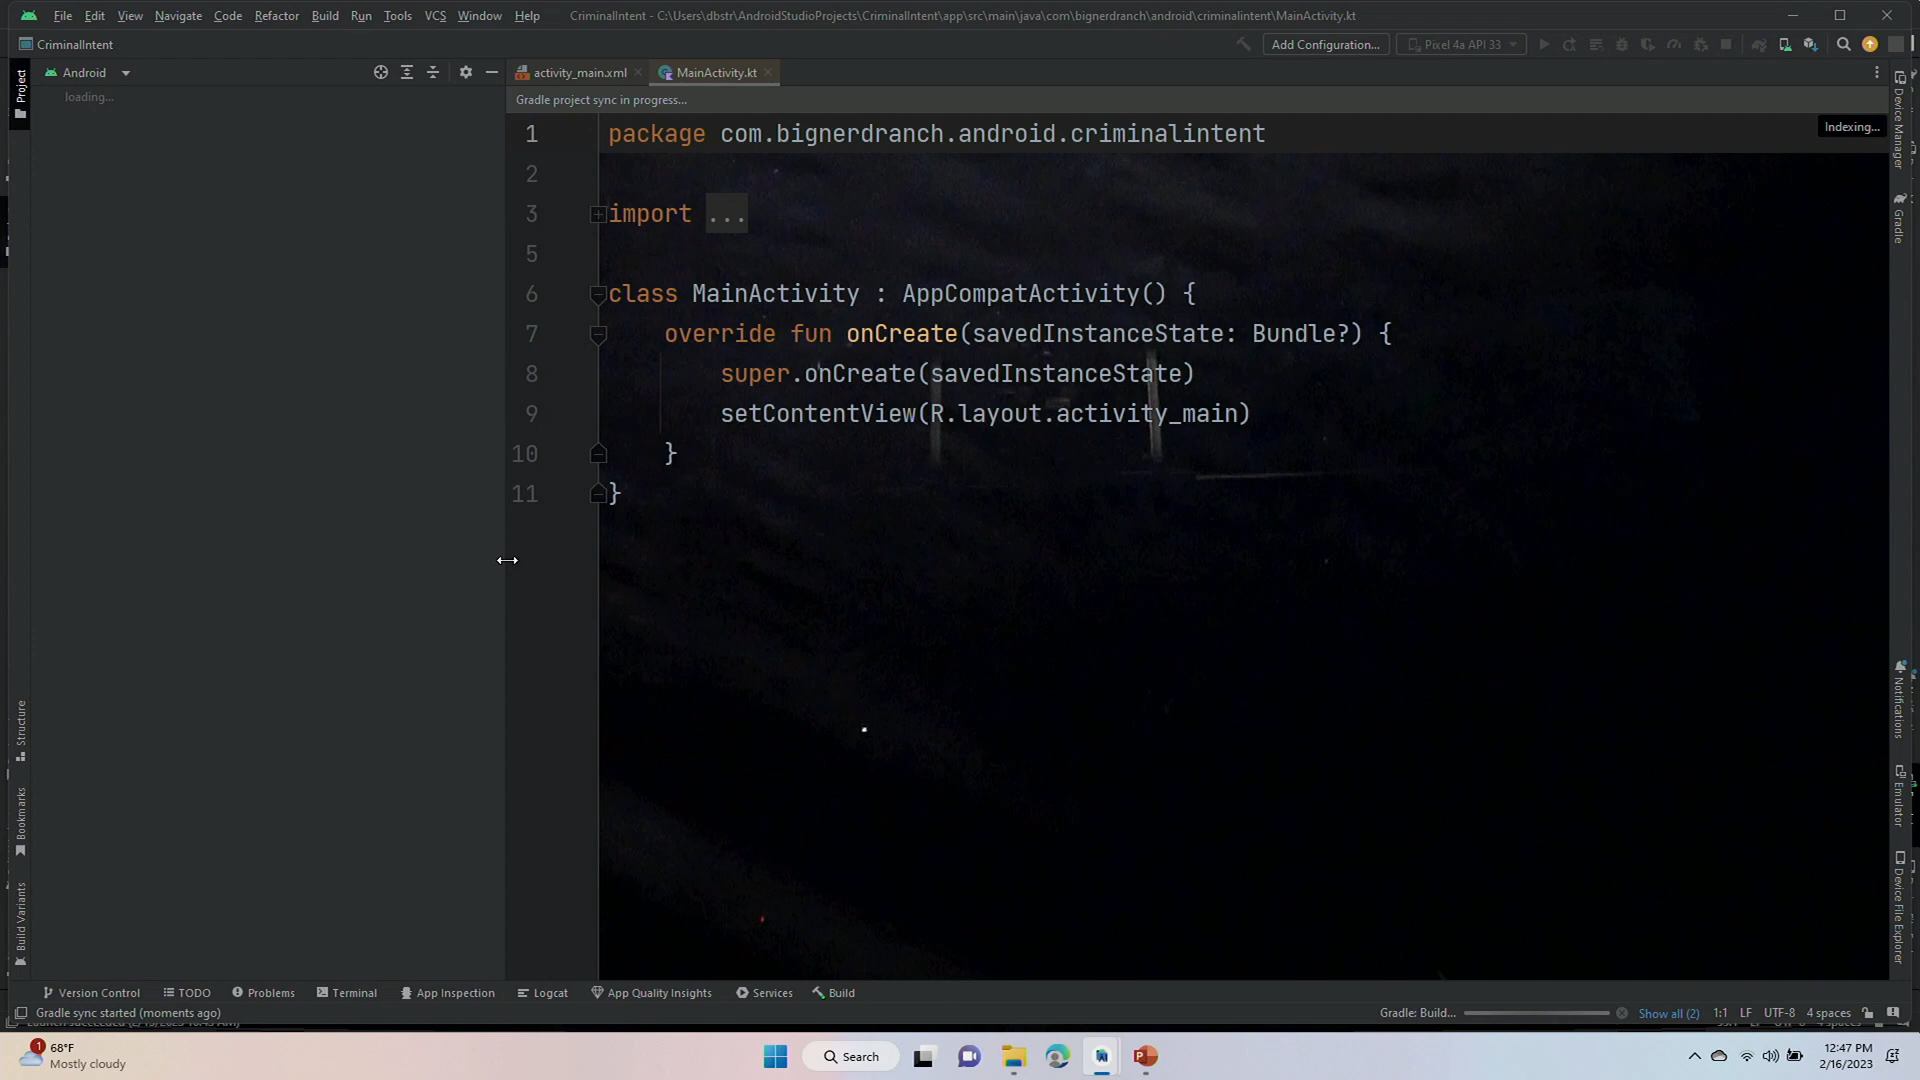 File Edit View Navigate Code Refactor Build Run Tools VCS Window Help CriminalIntent - C:\Users\dbstr\AndroidStudioProjects\CriminalIntent\app\src\main\java\com\bignerdranch\android\criminalintent\MainActivity.kt
CriminalIntent Add Configuration... Pixel 4a API 33
Project
Android
activity_main.xml MainActivity.kt
loading...
Gradle project sync in progress...
Indexing...
1 package com.bignerdranch.android.criminalintent
2
3 import ...
5
6 class MainActivity : AppCompatActivity() {
7 override fun onCreate(savedInstanceState: Bundle?) {
8 super.onCreate(savedInstanceState)
9 setContentView(R.layout.activity_main)
10 }
11 }
Structure
Bookmarks
Build Variants
Device Manager
Gradle
Notifications
Emulator
Device File Explorer
Version Control TODO Problems Terminal App Inspection Logcat App Quality Insights Services Build
Gradle sync started (moments ago) Gradle: Build... Show all (2) 1:1 LF UTF-8 4 spaces
1 68°F
Mostly cloudy
Search
12:47 PM
2/16/2023